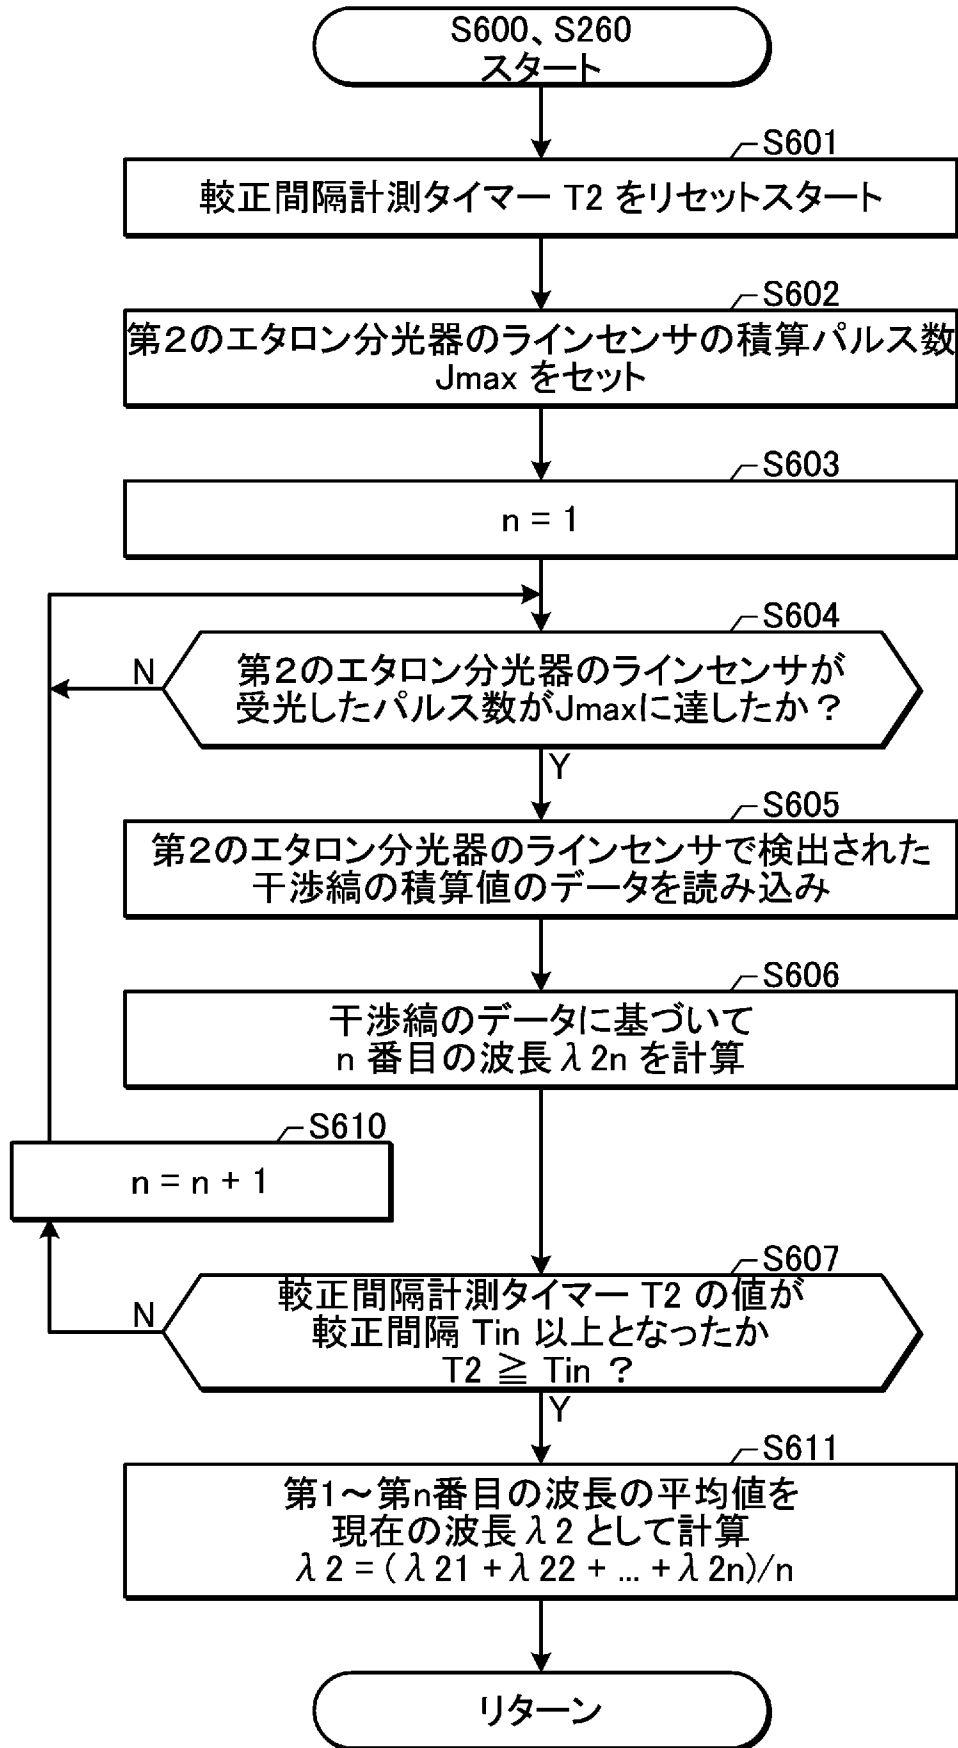 S600、S260
スタート
S601
較正間隔計測タイマー T2 をリセットスタート
S602
第2のエタロン分光器のラインセンサの積算パルス数
Jmax をセット
S603
n = 1
S604
第2のエタロン分光器のラインセンサが
受光したパルス数がJmaxに達したか?
N
Y
S605
第2のエタロン分光器のラインセンサで検出された
干渉縞の積算値のデータを読み込み
S606
干渉縞のデータに基づいて
n 番目の波長 λ2n を計算
S610
n = n + 1
S607
較正間隔計測タイマー T2 の値が
較正間隔 Tin 以上となったか
T2 ≧ Tin ?
N
Y
S611
第1~第n番目の波長の平均値を
現在の波長 λ2 として計算
λ2 = (λ21 + λ22 + ... + λ2n)/n
リターン